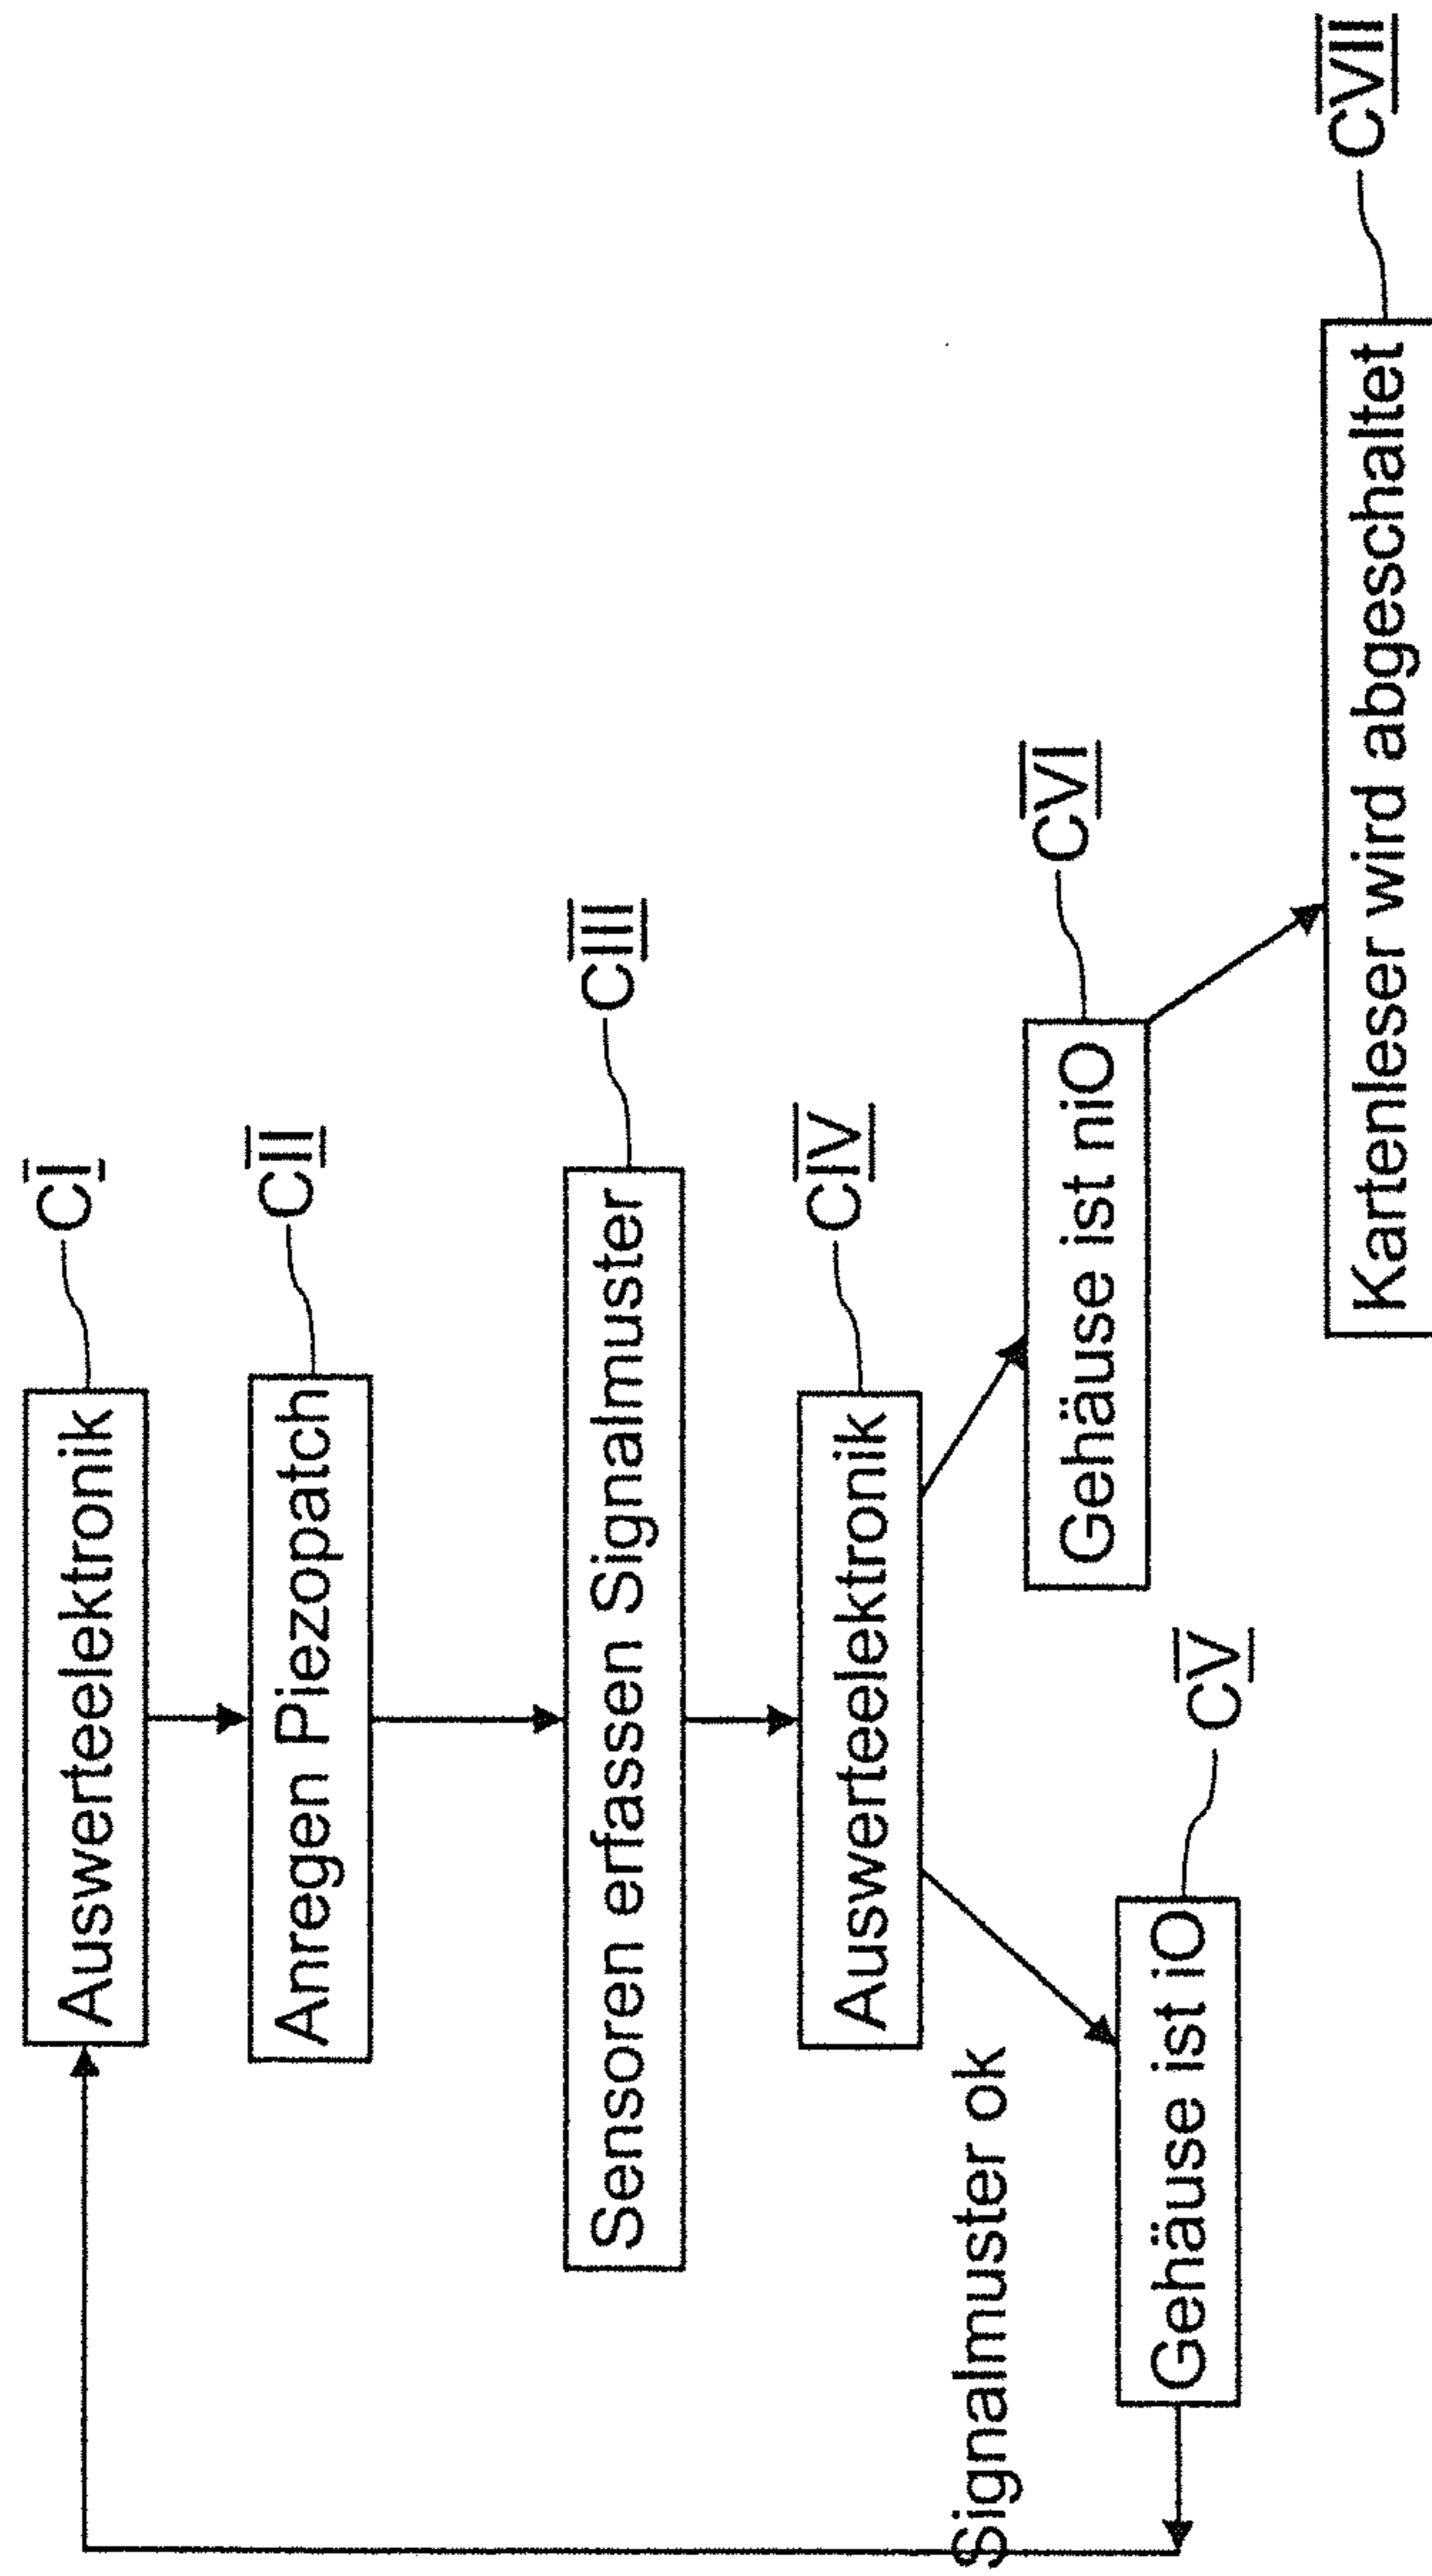 Auswerteelektronik
CI
Anregen Piezopatch
CII
Sensoren erfassen Signalmuster
CIII
Auswerteelektronik
CIV
Signalmuster ok
Gehäuse ist niO
CVI
Gehäuse ist iO
CV
Kartenleser wird abgeschaltet
CVII